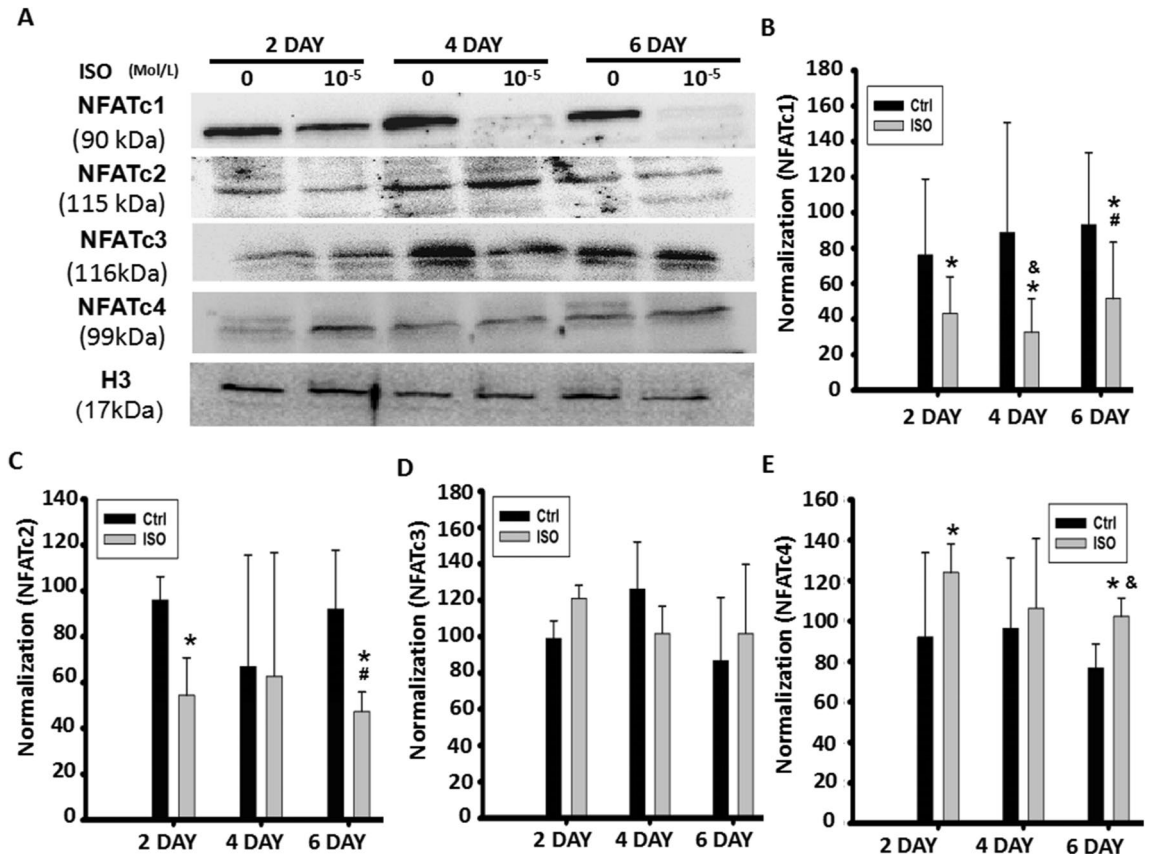 A
2 DAY 4 DAY 6 DAY
ISO (Mol/L) 0 10⁻⁵ 0 10⁻⁵ 0 10⁻⁵
NFATc1
(90 kDa)
NFATc2
(115 kDa)
NFATc3
(116kDa)
NFATc4
(99kDa)
H3
(17kDa)
B
Normalization (NFATc1)
180
160
140
120
100
80
60
40
20
0
Ctrl
ISO
*
&
*
*
#
2 DAY 4 DAY 6 DAY
C
Normalization (NFATc2)
140
120
100
80
60
40
20
0
Ctrl
ISO
*
*
#
2 DAY 4 DAY 6 DAY
D
Normalization (NFATc3)
180
160
140
120
100
80
60
40
20
0
Ctrl
ISO
2 DAY 4 DAY 6 DAY
E
Normalization (NFATc4)
160
140
120
100
80
60
40
20
0
Ctrl
ISO
*
* &
2 DAY 4 DAY 6 DAY